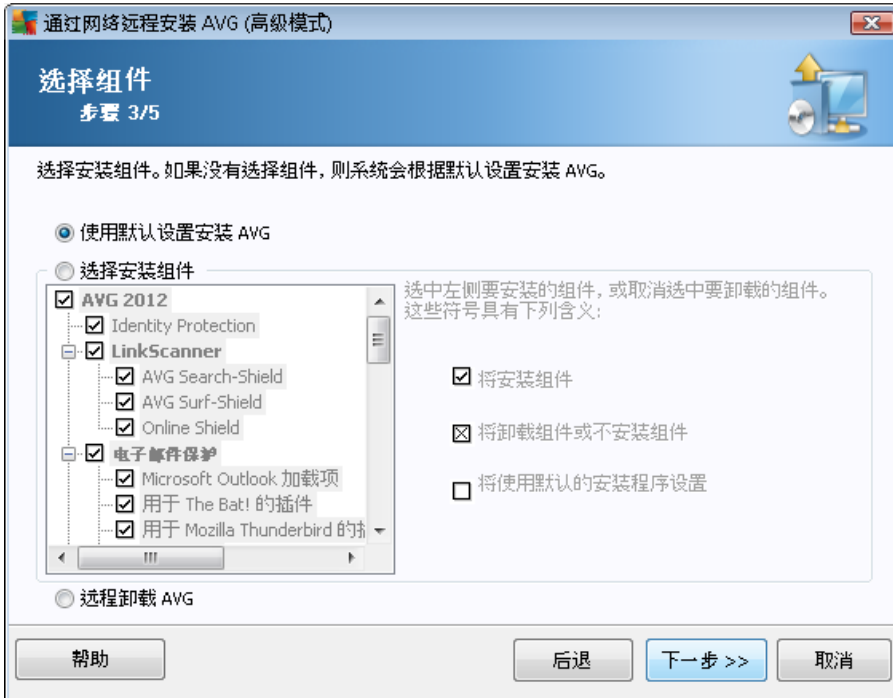 通过网络远程安装 AVG (高级模式)
选择组件
步骤 3/5
选择安装组件。如果没有选择组件，则系统会根据默认设置安装 AVG。
使用默认设置安装 AVG
选择安装组件
AVG 2012
Identity Protection
LinkScanner
AVG Search-Shield
AVG Surf-Shield
Online Shield
电子邮件保护
Microsoft Outlook 加载项
用于 The Bat! 的插件
用于 Mozilla Thunderbird 的
选中左侧要安装的组件，或取消选中要卸载的组件。
这些符号具有下列含义:
将安装组件
将卸载组件或不安装组件
将使用默认的安装程序设置
远程卸载 AVG
帮助
后退
下一步 >>
取消